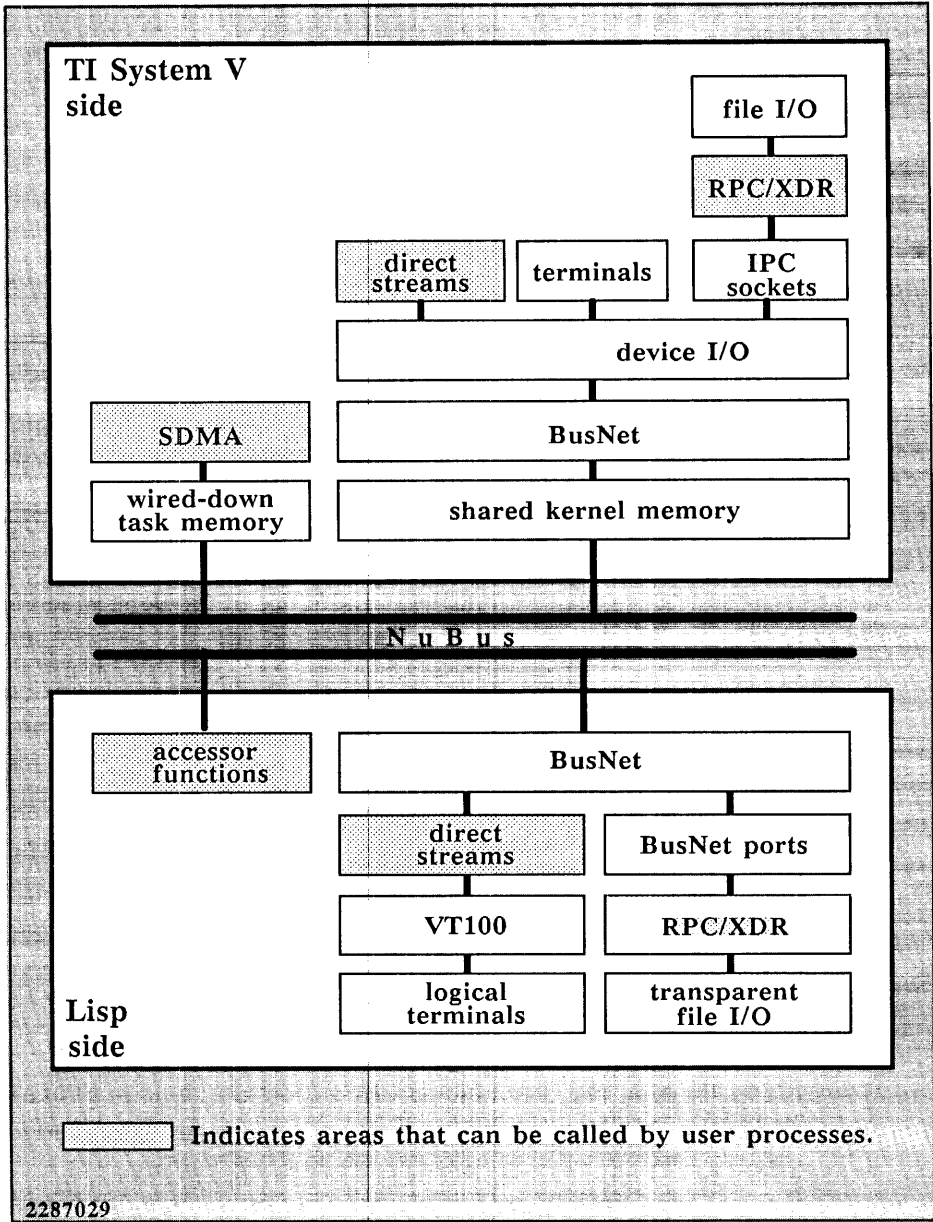 TI System V
side
file I/O
RPC/XDR
direct
streams
terminals
IPC
sockets
device I/O
SDMA
BusNet
wired-down
task memory
shared kernel memory
NuBus
accessor
functions
BusNet
direct
streams
BusNet ports
VT100
RPC/XDR
logical
terminals
transparent
file I/O
Lisp
side
Indicates areas that can be called by user processes.
2287029